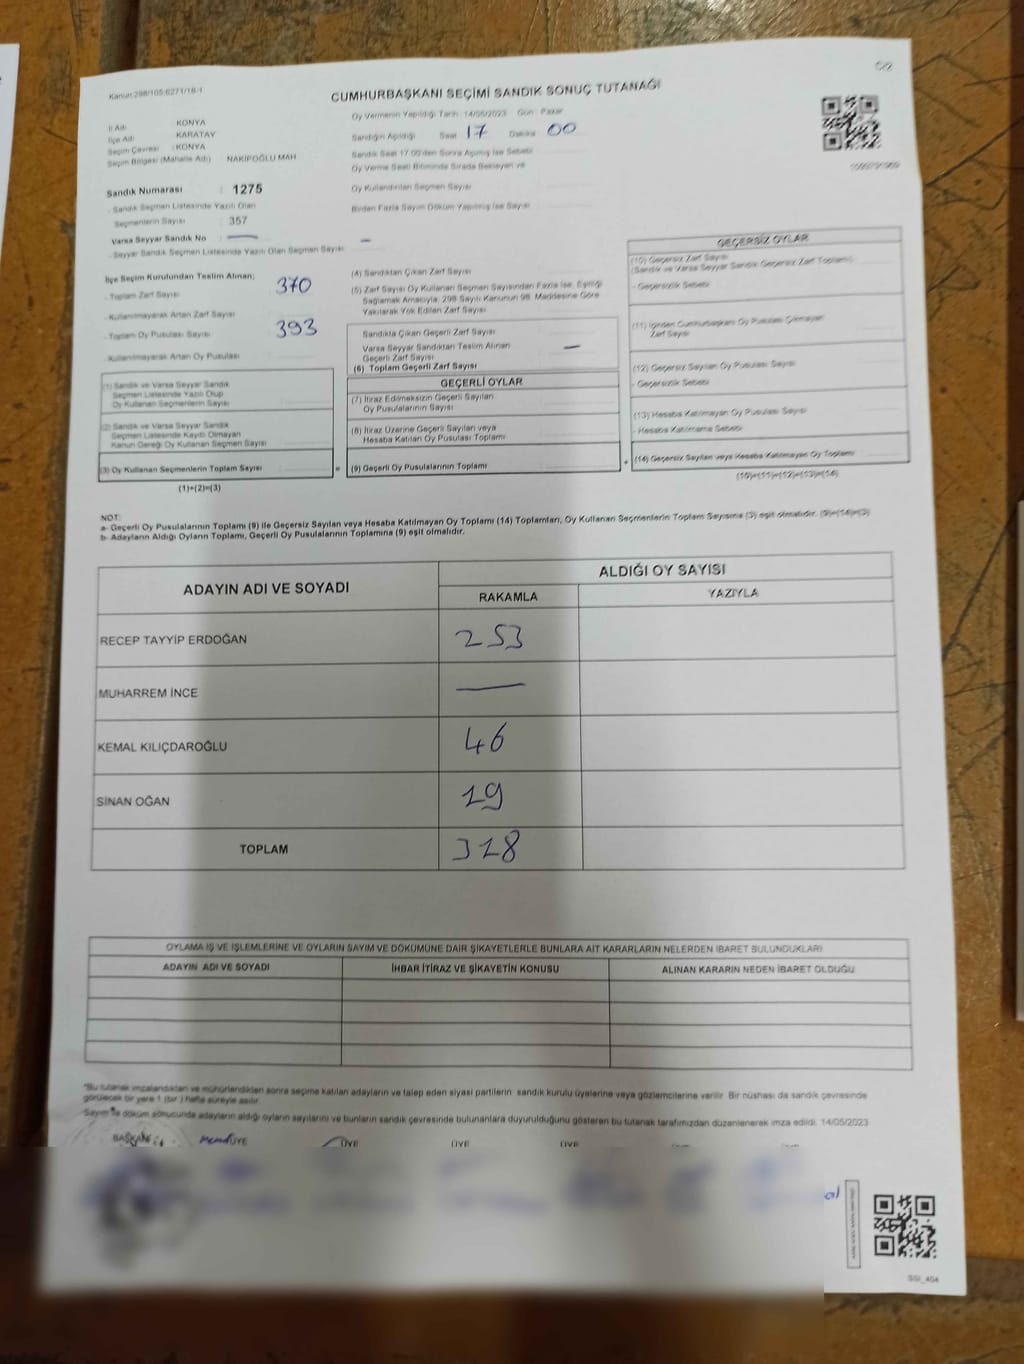 Kanun:298/105;6271/18-1
CUMHURBAŞKANI SEÇİMİ SANDIK SONUÇ TUTANAĞI
İl Adı : KONYA
İlçe Adı : KARATAY
Seçim Çevresi : KONYA
Seçim Bölgesi (Mahalle Adı) NAKİPOĞLU MAH
Oy Vermenin Yapıldığı Tarih : 14/05/2023 Gün : Pazar
Sandığın Açıldığı Saat 17 Dakika 00
Sandık Saat 17:00'den Sonra Açılmış İse Sebebi
Oy Verme Saati Bitiminde Sırada Bekleyen ve
Oy Kullandırılan Seçmen Sayısı
Birden Fazla Sayım Döküm Yapılmış İse Sayısı
Sandık Numarası : 1275
- Sandık Seçmen Listesinde Yazılı Olan
Seçmenlerin Sayısı : 357
Varsa Seyyar Sandık No : —
- Seyyar Sandık Seçmen Listesinde Yazılı Olan Seçmen Sayısı —
İlçe Seçim Kurulundan Teslim Alınan;
- Toplam Zarf Sayısı 370
- Kullanılmayarak Artan Zarf Sayısı
- Toplam Oy Pusulası Sayısı 393
- Kullanılmayarak Artan Oy Pusulası
(1) Sandık ve Varsa Seyyar Sandık
Seçmen Listesinde Yazılı Olup
Oy Kullanan Seçmenlerin Sayısı
(2) Sandık ve Varsa Seyyar Sandık
Seçmen Listesinde Kayıtlı Olmayan
Kanun Gereği Oy Kullanan Seçmen Sayısı
(3) Oy Kullanan Seçmenlerin Toplam Sayısı =
(1)+(2)=(3)
(4) Sandıktan Çıkan Zarf Sayısı
(5) Zarf Sayısı Oy Kullanan Seçmen Sayısından Fazla İse, Eşitliği
Sağlamak Amacıyla, 298 Sayılı Kanunun 98. Maddesine Göre
Yakılarak Yok Edilen Zarf Sayısı
Sandıkta Çıkan Geçerli Zarf Sayısı
Varsa Seyyar Sandıktan Teslim Alınan
Geçerli Zarf Sayısı —
(6) Toplam Geçerli Zarf Sayısı
GEÇERLİ OYLAR
(7) İtiraz Edilmeksizin Geçerli Sayılan
Oy Pusulalarının Sayısı
(8) İtiraz Üzerine Geçerli Sayılan veya
Hesaba Katılan Oy Pusulası Toplamı
(9) Geçerli Oy Pusulalarının Toplamı +
GEÇERSİZ OYLAR
(10) Geçersiz Zarf Sayısı
(Sandık ve Varsa Seyyar Sandık Geçersiz Zarf Toplamı)
- Geçersizlik Sebebi
(11) İçinden Cumhurbaşkanı Oy Pusulası Çıkmayan
Zarf Sayısı
(12) Geçersiz Sayılan Oy Pusulası Sayısı
- Geçersizlik Sebebi
(13) Hesaba Katılmayan Oy Pusulası Sayısı
- Hesaba Katılmama Sebebi
(14) Geçersiz Sayılan veya Hesaba Katılmayan Oy Toplamı
(10)+(11)+(12)+(13)=(14)
NOT:
a- Geçerli Oy Pusulalarının Toplamı (9) ile Geçersiz Sayılan veya Hesaba Katılmayan Oy Toplamı (14) Toplamları, Oy Kullanan Seçmenlerin Toplam Sayısına (3) eşit olmalıdır. (9)+(14)=(3)
b- Adayların Aldığı Oyların Toplamı, Geçerli Oy Pusulalarının Toplamına (9) eşit olmalıdır.
ADAYIN ADI VE SOYADI
ALDIĞI OY SAYISI
RAKAMLA YAZIYLA
RECEP TAYYİP ERDOĞAN 253
MUHARREM İNCE —
KEMAL KILIÇDAROĞLU 46
SİNAN OĞAN 19
TOPLAM 318
OYLAMA İŞ VE İŞLEMLERİNE VE OYLARIN SAYIM VE DÖKÜMÜNE DAİR ŞİKAYETLERLE BUNLARA AİT KARARLARIN NELERDEN İBARET BULUNDUKLARI
ADAYIN ADI VE SOYADI İHBAR İTİRAZ VE ŞİKAYETİN KONUSU ALINAN KARARIN NEDEN İBARET OLDUĞU
*Bu tutanak imzalandıktan ve mühürlendikten sonra seçime katılan adayların ve talep eden siyasi partilerin sandık kurulu üyelerine veya gözlemcilerine verilir. Bir nüshası da sandık çevresinde
görülecek bir yere 1 (bir) hafta süreyle asılır.
Sayım ve döküm sonucunda adayların aldığı oyların sayılarını ve bunların sandık çevresinde bulunanlara duyurulduğunu gösteren bu tutanak tarafımızdan düzenlenerek imza edildi. 14/05/2023
BAŞKAN ÜYE ÜYE ÜYE ÜYE